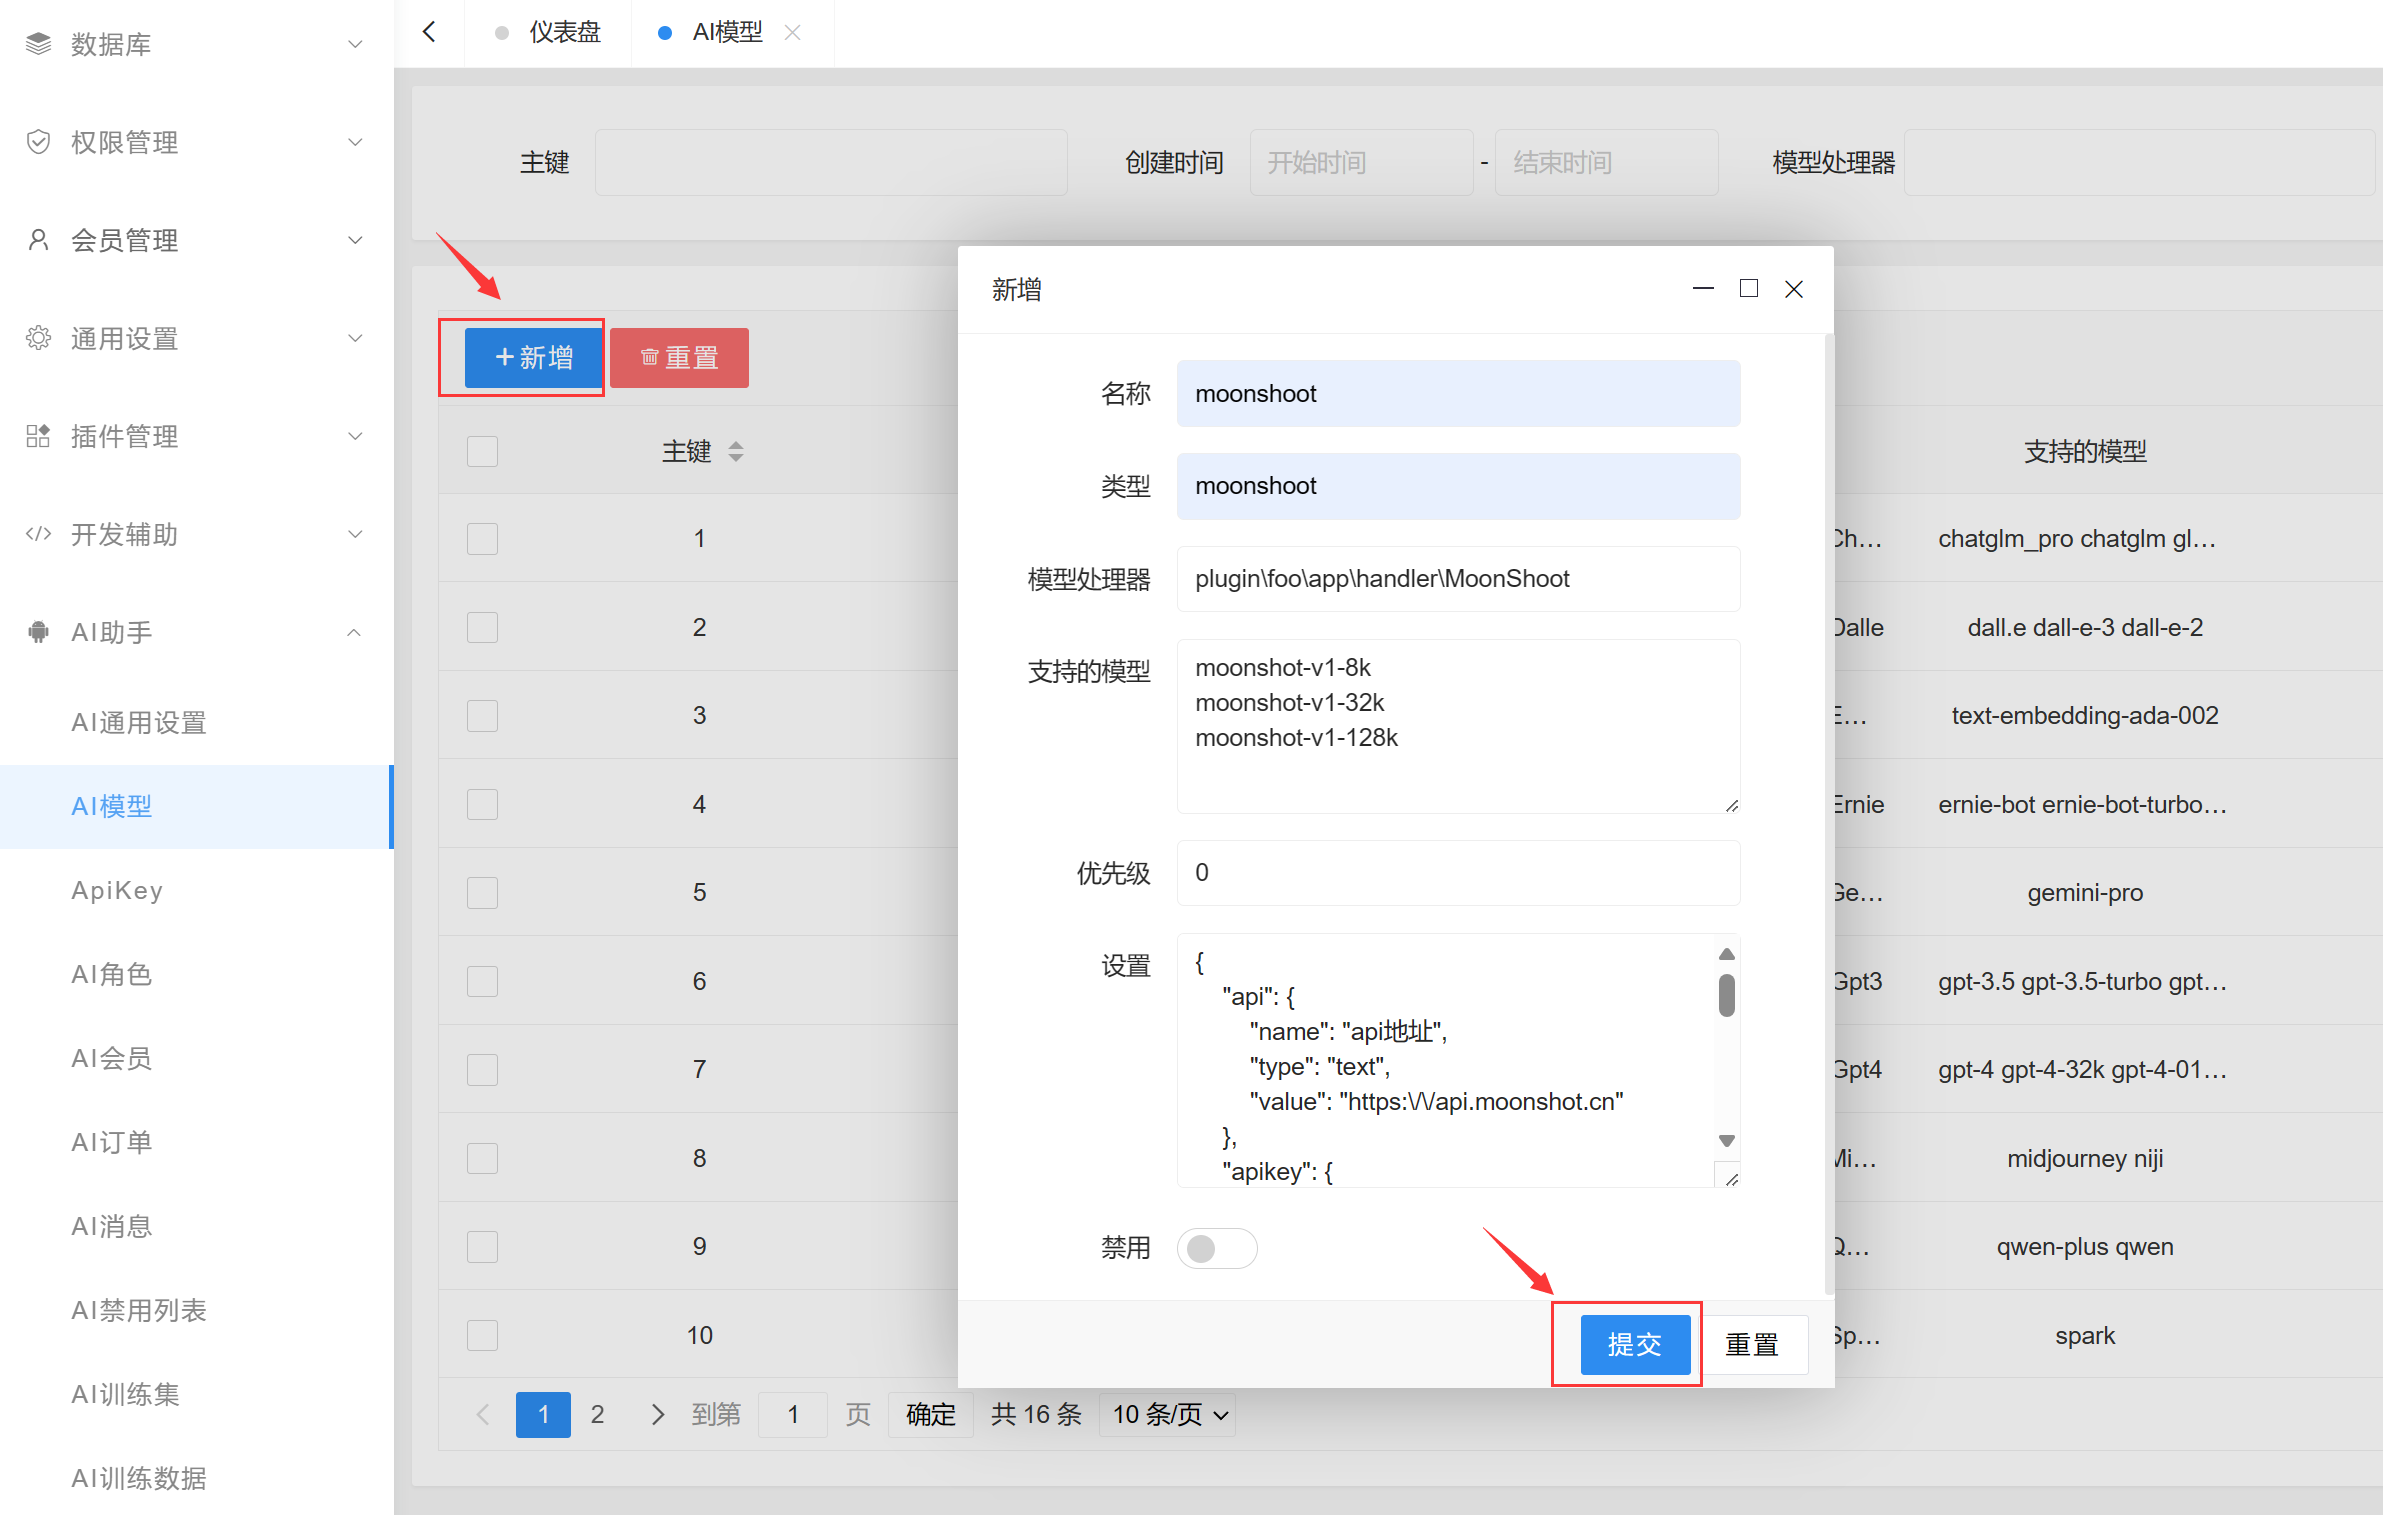 数据库
权限管理
会员管理
通用设置
插件管理
开发辅助
AI助手
AI通用设置
AI模型
ApiKey
AI角色
AI会员
AI订单
AI消息
AI禁用列表
AI训练集
AI训练数据
仪表盘
AI模型
主键
创建时间
开始时间 - 结束时间
模型处理器
+新增
重置
主键
支持的模型
1
Ch... chatglm_pro chatglm gl...
2
Dalle dall.e dall-e-3 dall-e-2
3
E... text-embedding-ada-002
4
Ernie ernie-bot ernie-bot-turbo...
5
Ge... gemini-pro
6
Gpt3 gpt-3.5 gpt-3.5-turbo gpt...
7
Gpt4 gpt-4 gpt-4-32k gpt-4-01...
8
Mi... midjourney niji
9
Q... qwen-plus qwen
10
Sp... spark
1 2 到第 1 页 确定 共 16 条 10 条/页
新增
名称 moonshoot
类型 moonshoot
模型处理器 plugin\foo\app\handler\MoonShoot
支持的模型 moonshot-v1-8k
moonshot-v1-32k
moonshot-v1-128k
优先级 0
设置 {
"api": {
"name": "api地址",
"type": "text",
"value": "https:\/\/api.moonshot.cn"
},
"apikey": {
禁用
提交 重置